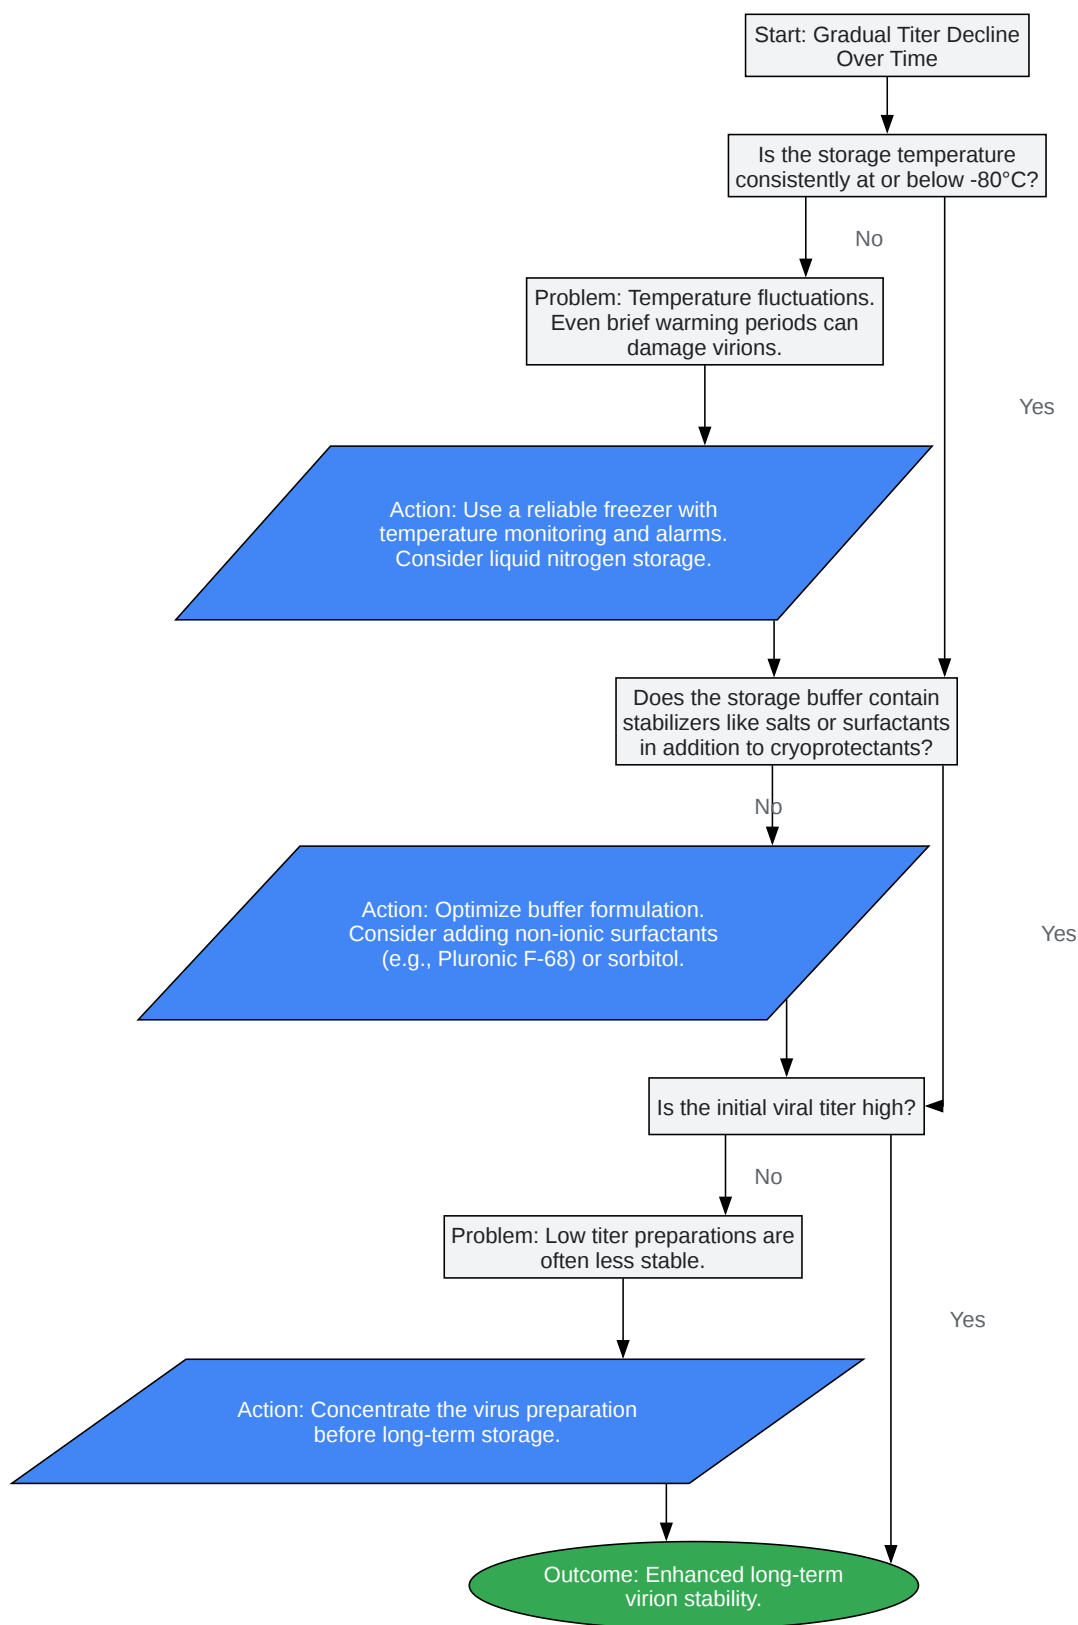 Start: Gradual Titer Decline
Over Time
Is the storage temperature
consistently at or below -80°C?
No
Problem: Temperature fluctuations.
Even brief warming periods can
damage virions.
Yes
Action: Use a reliable freezer with
temperature monitoring and alarms.
Consider liquid nitrogen storage.
Does the storage buffer contain
stabilizers like salts or surfactants
in addition to cryoprotectants?
No
Action: Optimize buffer formulation.
Consider adding non-ionic surfactants
(e.g., Pluronic F-68) or sorbitol.
Yes
Is the initial viral titer high?
No
Problem: Low titer preparations are
often less stable.
Yes
Action: Concentrate the virus preparation
before long-term storage.
Outcome: Enhanced long-term
virion stability.